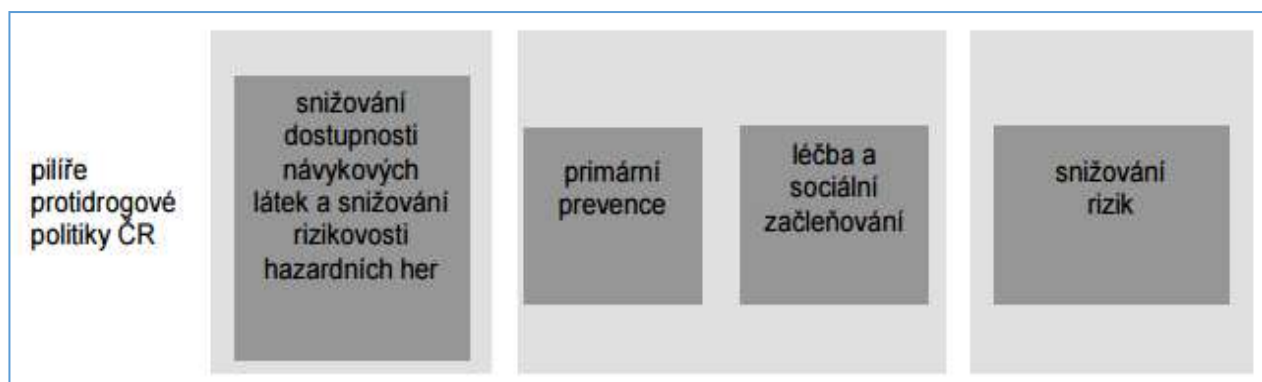 pilíře
protidrogové
politiky ČR
snižování
dostupnosti
návykových
látek a snižování
rizikovosti
hazardních her
primární
prevence
léčba a
sociální
začleňování
snižování
rizik